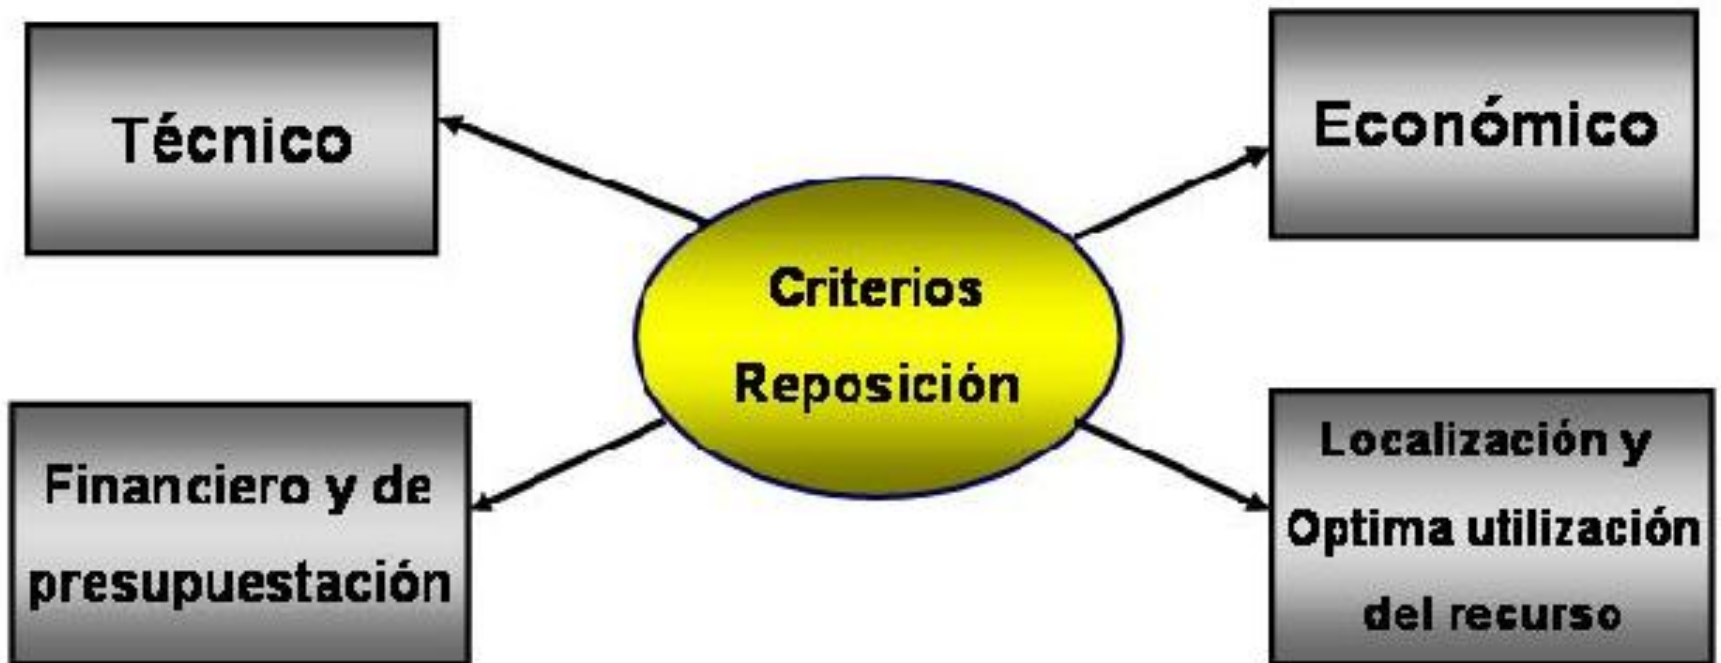 Técnico
Económico
Criterios
Reposición
Financiero y de
presupuestación
Localización y
Optima utilización
del recurso